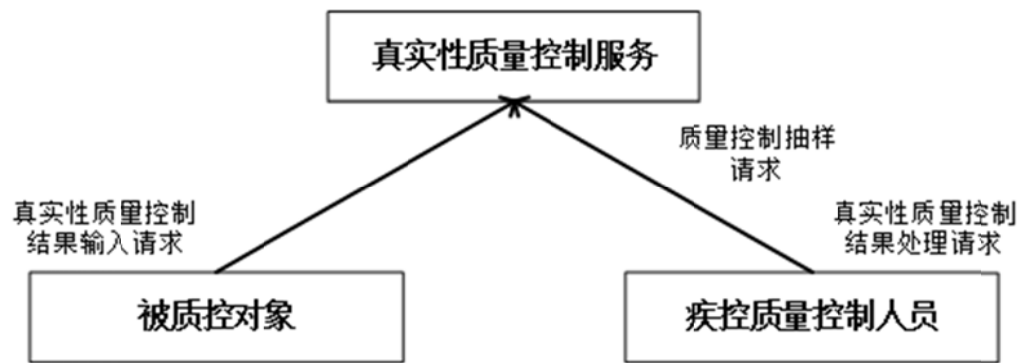 真实性质量控制服务
质量控制抽样
请求
真实性质量控制
结果输入请求
真实性质量控制
结果处理请求
被质控对象
疾控质量控制人员